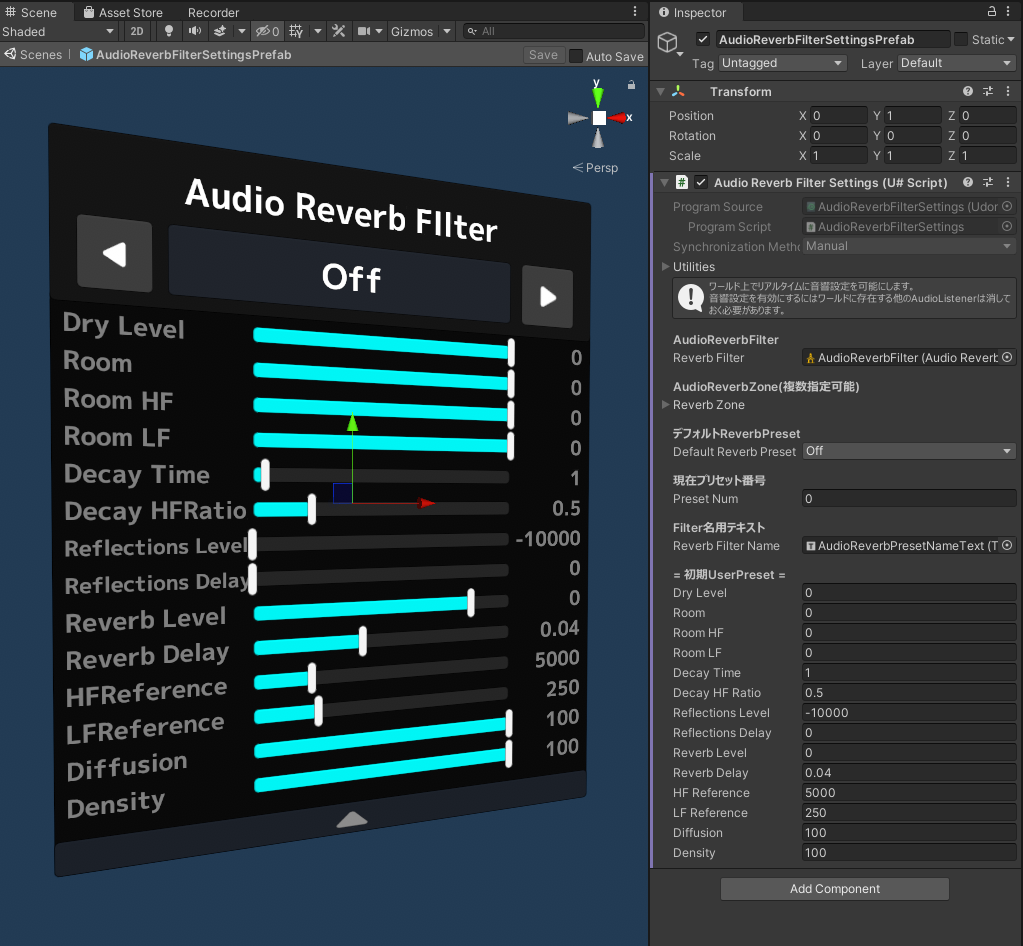 Scene
Asset Store
Recorder
Shaded
2D
0
Gizmos
All
Scenes
AudioReverbFilterSettingsPrefab
Save
Auto Save
y
x
Persp
Audio Reverb FIlter
Off
Dry Level 0
Room 0
Room HF 0
Room LF 0
Decay Time 1
Decay HFRatio 0.5
Reflections Level -10000
Reflections Delay 0
Reverb Level 0
Reverb Delay 0.04
HFReference 5000
LFReference 250
Diffusion 100
Density 100
Inspector
AudioReverbFilterSettingsPrefab
Static
Tag Untagged
Layer Default
Transform
Position X 0 Y 1 Z 0
Rotation X 0 Y 0 Z 0
Scale X 1 Y 1 Z 1
Audio Reverb Filter Settings (U# Script)
Program Source AudioReverbFilterSettings (Udor
Program Script AudioReverbFilterSettings
Synchronization Metho Manual
Utilities
ワールド上でリアルタイムに音響設定を可能にします。
音響設定を有効にするにはワールドに存在する他のAudioListenerは消して
おく必要があります。
AudioReverbFilter
Reverb Filter AudioReverbFilter (Audio Reverb
AudioReverbZone(複数指定可能)
Reverb Zone
デフォルトReverbPreset
Default Reverb Preset Off
現在プリセット番号
Preset Num 0
Filter名用テキスト
Reverb Filter Name AudioReverbPresetNameText (T
= 初期UserPreset =
Dry Level 0
Room 0
Room HF 0
Room LF 0
Decay Time 1
Decay HF Ratio 0.5
Reflections Level -10000
Reflections Delay 0
Reverb Level 0
Reverb Delay 0.04
HF Reference 5000
LF Reference 250
Diffusion 100
Density 100
Add Component